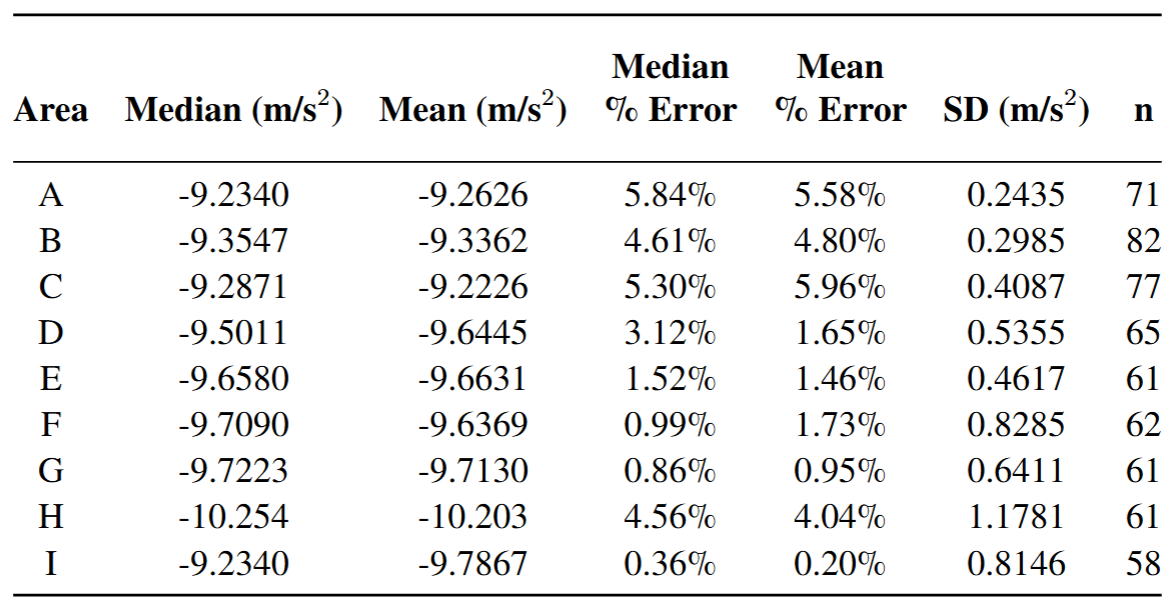 Median Mean
Area Median (m/s²) Mean (m/s²) % Error % Error SD (m/s²) n
A -9.2340 -9.2626 5.84% 5.58% 0.2435 71
B -9.3547 -9.3362 4.61% 4.80% 0.2985 82
C -9.2871 -9.2226 5.30% 5.96% 0.4087 77
D -9.5011 -9.6445 3.12% 1.65% 0.5355 65
E -9.6580 -9.6631 1.52% 1.46% 0.4617 61
F -9.7090 -9.6369 0.99% 1.73% 0.8285 62
G -9.7223 -9.7130 0.86% 0.95% 0.6411 61
H -10.254 -10.203 4.56% 4.04% 1.1781 61
I -9.2340 -9.7867 0.36% 0.20% 0.8146 58